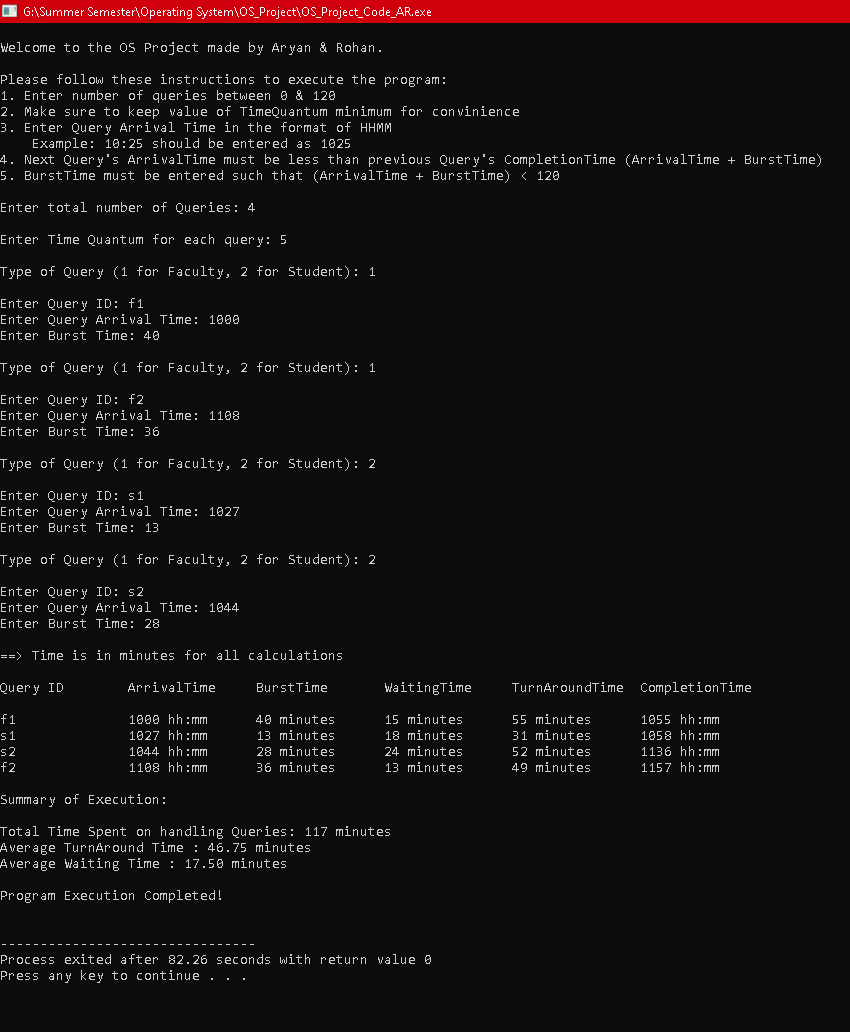 G:\Summer Semester\Operating System\OS_Project\OS_Project_Code_AR.exe
Welcome to the OS Project made by Aryan & Rohan.
Please follow these instructions to execute the program:
1. Enter number of queries between 0 & 120
2. Make sure to keep value of TimeQuantum minimum for convinience
3. Enter Query Arrival Time in the format of HHMM
    Example: 10:25 should be entered as 1025
4. Next Query's ArrivalTime must be less than previous Query's CompletionTime (ArrivalTime + BurstTime)
5. BurstTime must be entered such that (ArrivalTime + BurstTime) < 120
Enter total number of Queries: 4
Enter Time Quantum for each query: 5
Type of Query (1 for Faculty, 2 for Student): 1
Enter Query ID: f1
Enter Query Arrival Time: 1000
Enter Burst Time: 40
Type of Query (1 for Faculty, 2 for Student): 1
Enter Query ID: f2
Enter Query Arrival Time: 1108
Enter Burst Time: 36
Type of Query (1 for Faculty, 2 for Student): 2
Enter Query ID: s1
Enter Query Arrival Time: 1027
Enter Burst Time: 13
Type of Query (1 for Faculty, 2 for Student): 2
Enter Query ID: s2
Enter Query Arrival Time: 1044
Enter Burst Time: 28
==> Time is in minutes for all calculations
Query ID        ArrivalTime     BurstTime       WaitingTime     TurnAroundTime  CompletionTime
f1              1000 hh:mm      40 minutes      15 minutes      55 minutes      1055 hh:mm
s1              1027 hh:mm      13 minutes      18 minutes      31 minutes      1058 hh:mm
s2              1044 hh:mm      28 minutes      24 minutes      52 minutes      1136 hh:mm
f2              1108 hh:mm      36 minutes      13 minutes      49 minutes      1157 hh:mm
Summary of Execution:
Total Time Spent on handling Queries: 117 minutes
Average TurnAround Time : 46.75 minutes
Average Waiting Time : 17.50 minutes
Program Execution Completed!
--------------------------------
Process exited after 82.26 seconds with return value 0
Press any key to continue . . .